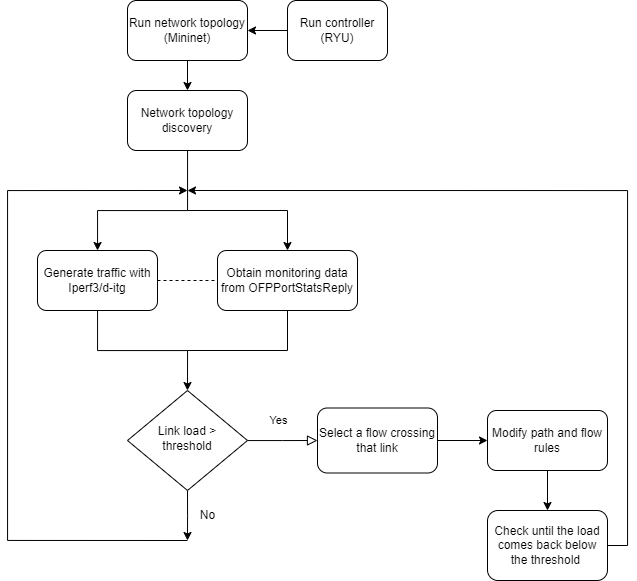 Run network topology
(Mininet)
Run controller
(RYU)
Network topology
discovery
Generate traffic with
Iperf3/d-itg
Obtain monitoring data
from OFPPortStatsReply
Link load >
threshold
Yes
Select a flow crossing
that link
Modify path and flow
rules
No
Check until the load
comes back below
the threshold